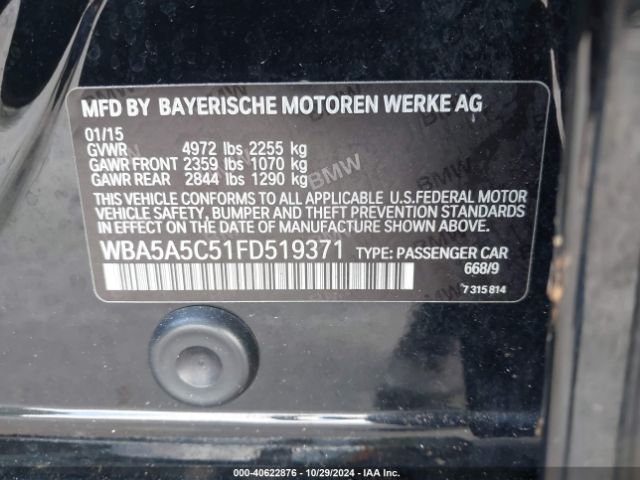 MFD BY BAYERISCHE MOTOREN WERKE AG
01/15
GVWR 4972 lbs 2255 kg
GAWR FRONT 2359 lbs 1070 kg
GAWR REAR 2844 lbs 1290 kg
THIS VEHICLE CONFORMS TO ALL APPLICABLE U.S.FEDERAL MOTOR
VEHICLE SAFETY, BUMPER AND THEFT PREVENTION STANDARDS
IN EFFECT ON THE DATE OF MANUFACTURE SHOWN ABOVE.
WBA5A5C51FD519371 TYPE: PASSENGER CAR
668/9
7 315 814
BMW
BMW
BMW
000-40622876 - 10/29/2024 - IAA Inc.